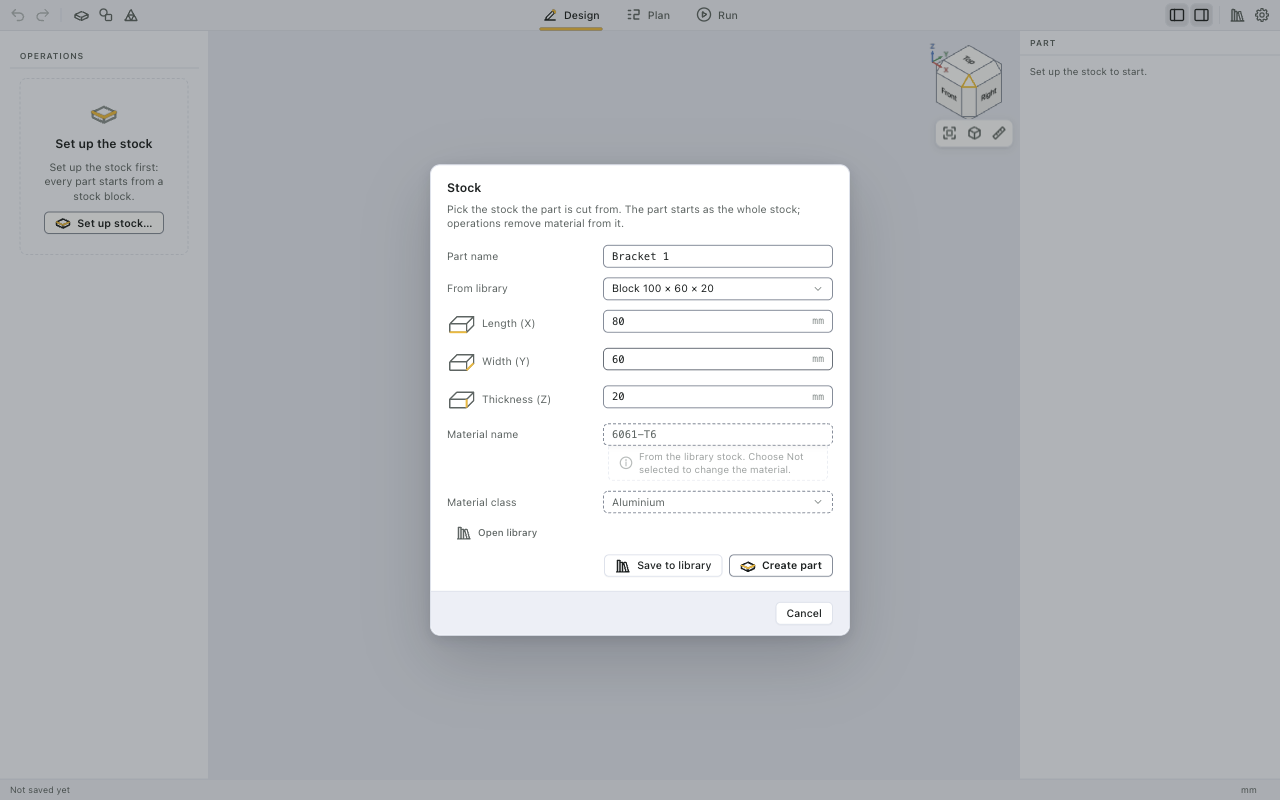 Design
Plan
Run
OPERATIONS
Set up the stock
Set up the stock first:
every part starts from a
stock block.
Set up stock...
Z
Y
X
Top
Front
Right
PART
Set up the stock to start.
Stock
Pick the stock the part is cut from. The part starts as the whole stock;
operations remove material from it.
Part name
Bracket 1
From library
Block 100 × 60 × 20
Length (X)
80 mm
Width (Y)
60 mm
Thickness (Z)
20 mm
Material name
6061-T6
From the library stock. Choose Not
selected to change the material.
Material class
Aluminium
Open library
Save to library
Create part
Cancel
Not saved yet
mm